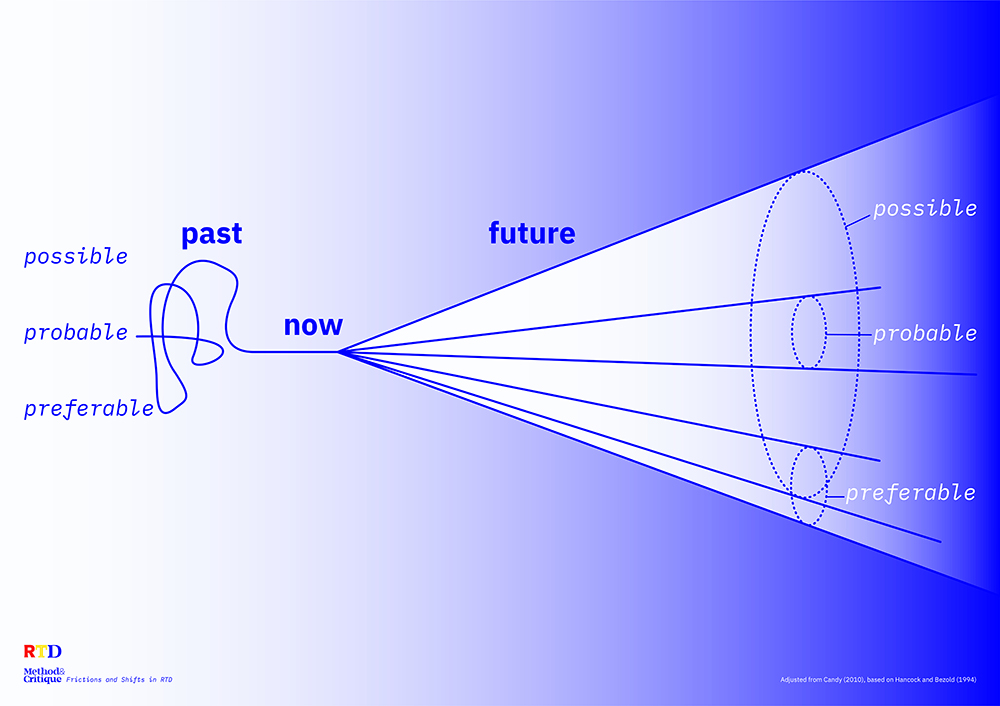 past
future
now
possible
probable
preferable
possible
probable
preferable
RTD
Method&
Critique Frictions and Shifts in RTD
Adjusted from Candy (2010), based on Hancock and Bezold (1994)